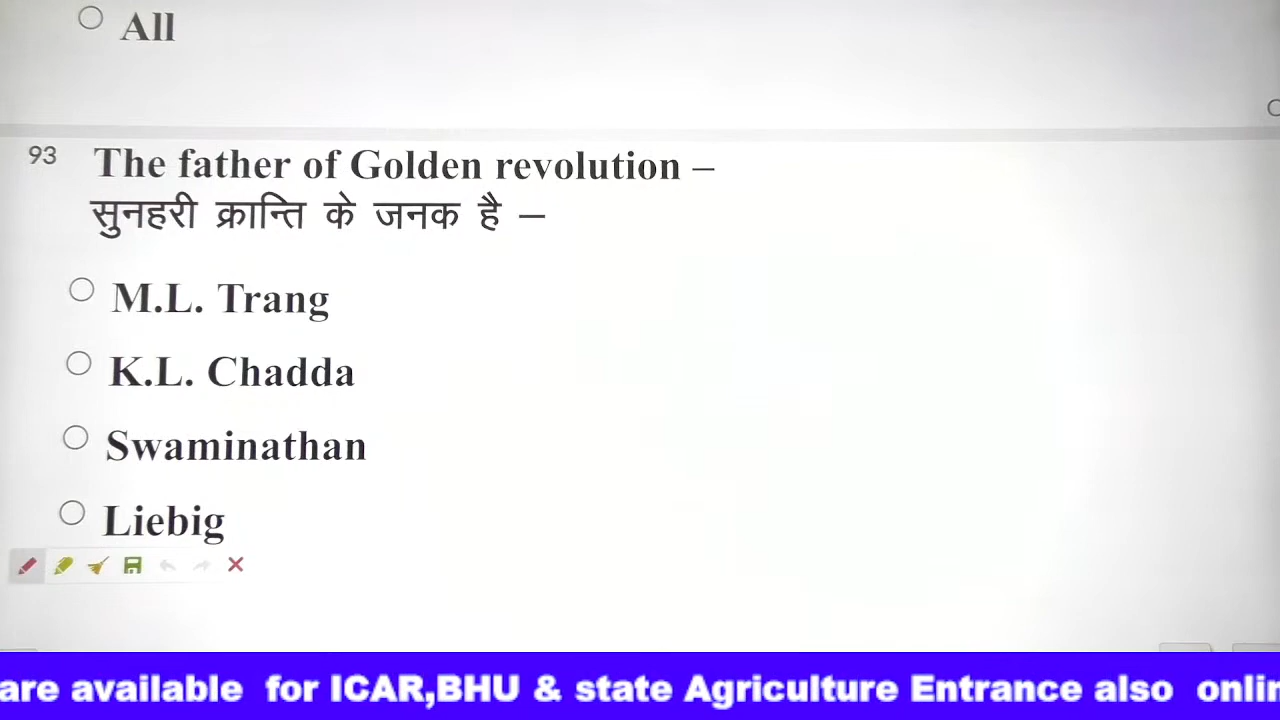 All
93 The father of Golden revolution –
सुनहरी क्रान्ति के जनक है –
M.L. Trang
K.L. Chadda
Swaminathan
Liebig
are available for ICAR,BHU & state Agriculture Entrance also